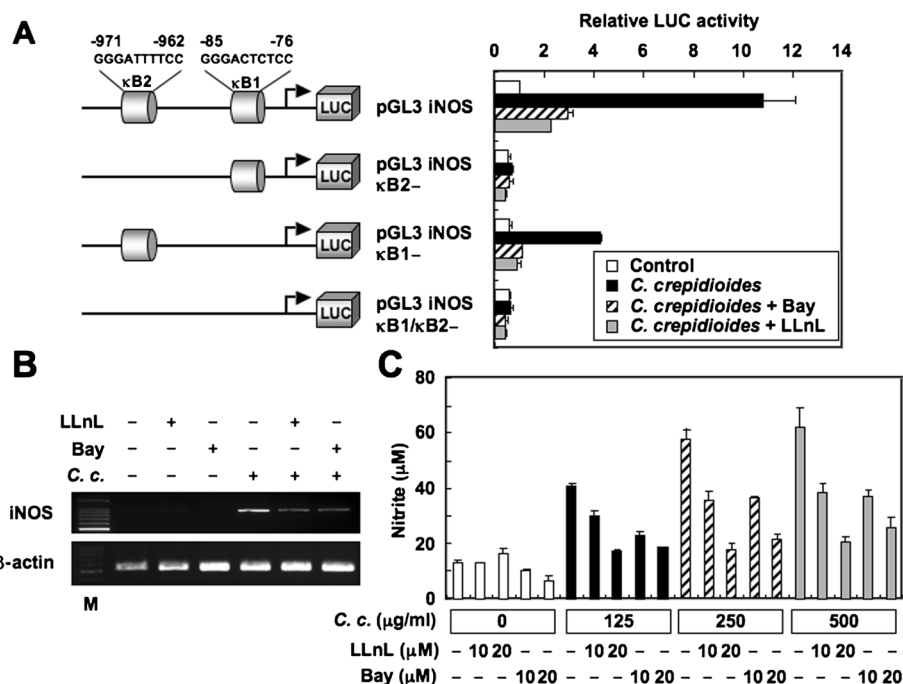 A
-971 -962 -85 -76
GGGATTTTCC GGGACTCTCC
κB2 κB1
LUC pGL3 iNOS
LUC pGL3 iNOS
κB2–
LUC pGL3 iNOS
κB1–
LUC pGL3 iNOS
κB1/κB2–
Relative LUC activity
0 2 4 6 8 10 12 14
Control
C. crepidioides
C. crepidioides + Bay
C. crepidioides + LLnL
B
LLnL – + – – + –
Bay – – + – – +
C. c. – – – + + +
iNOS
β-actin
M
C
Nitrite (μM)
80
60
40
20
0
C. c. (μg/ml) 0 125 250 500
LLnL (μM) – 10 20 – – – 10 20 – – – 10 20 – – – 10 20 – –
Bay (μM) – – – 10 20 – – – 10 20 – – – 10 20 – – – 10 20